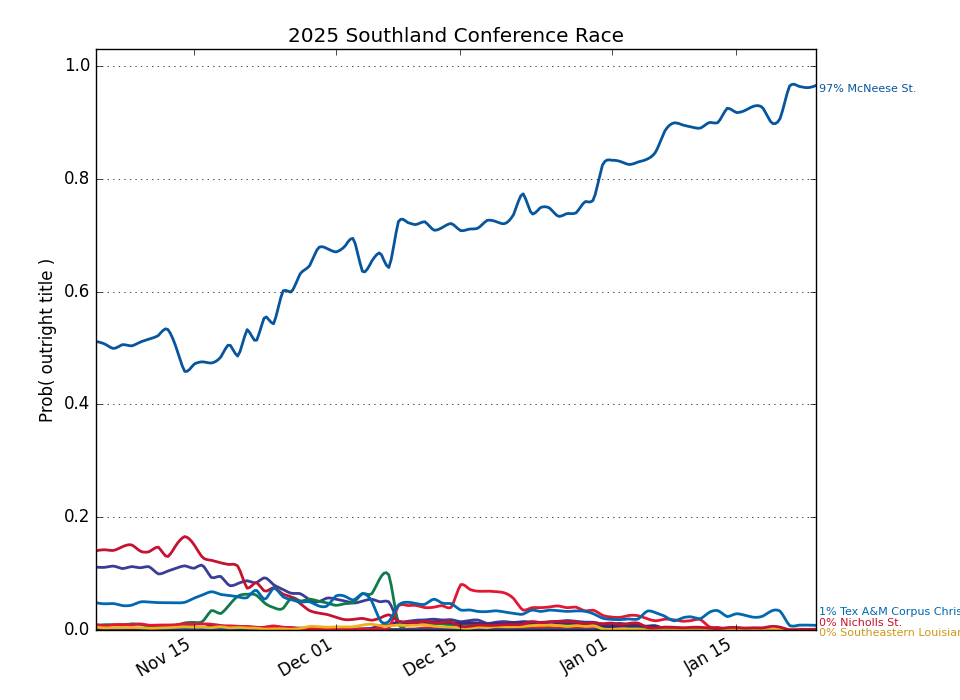 2025 Southland Conference Race
Prob( outright title )
1.0
0.8
0.6
0.4
0.2
0.0
97% McNeese St.
1% Tex A&M Corpus Chris
0% Nicholls St.
0% Southeastern Louisian
Nov 15
Dec 01
Dec 15
Jan 01
Jan 15